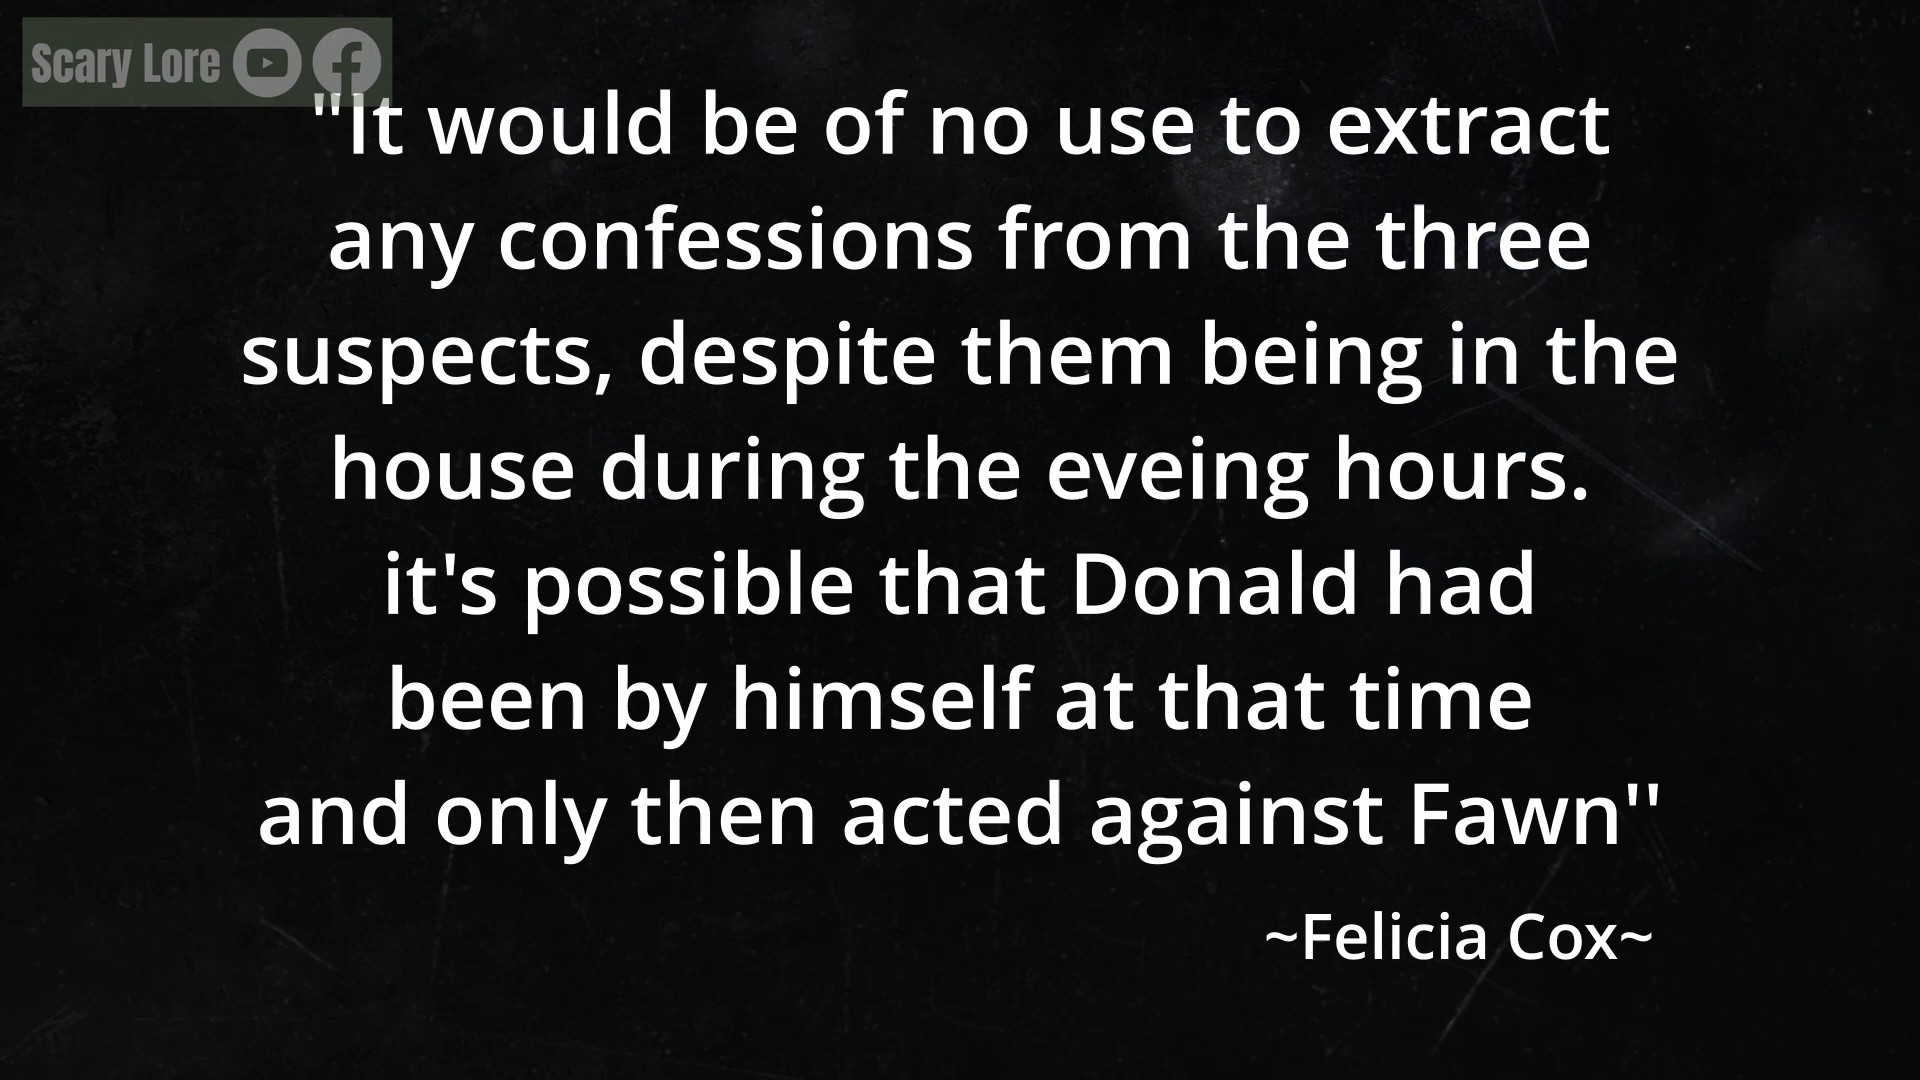 Scary Lore
"It would be of no use to extract
any confessions from the three
suspects, despite them being in the
house during the eveing hours.
it's possible that Donald had
been by himself at that time
and only then acted against Fawn"
~Felicia Cox~